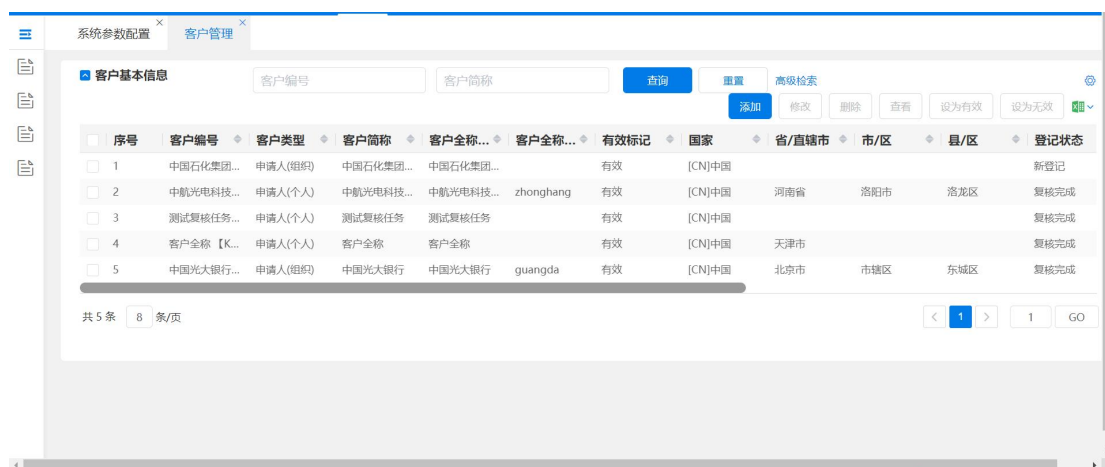 系统参数配置 × 客户管理 ×
客户基本信息 客户编号 客户简称 查询 重置 高级检索
添加 修改 删除 查看 设为有效 设为无效
序号 客户编号 客户类型 客户简称 客户全称... 客户全称... 有效标记 国家 省/直辖市 市/区 县/区 登记状态
1 中国石化集团... 申请人(组织) 中国石化集团... 中国石化集团... 有效 [CN]中国 新登记
2 中航光电科技... 申请人(个人) 中航光电科技... 中航光电科技... zhonghang 有效 [CN]中国 河南省 洛阳市 洛龙区 复核完成
3 测试复核任务... 申请人(个人) 测试复核任务 测试复核任务 有效 [CN]中国 复核完成
4 客户全称【K... 申请人(个人) 客户全称 客户全称 有效 [CN]中国 天津市 复核完成
5 中国光大银行... 申请人(组织) 中国光大银行 中国光大银行 guangda 有效 [CN]中国 北京市 市辖区 东城区 复核完成
共 5 条 8 条/页 < 1 > 1 GO